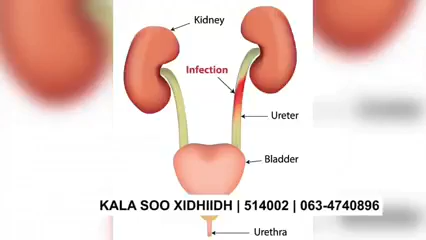 Kidney
Infection
Ureter
Bladder
KALA SOO XIDHIIDH | 514002 | 063-4740896
Urethra